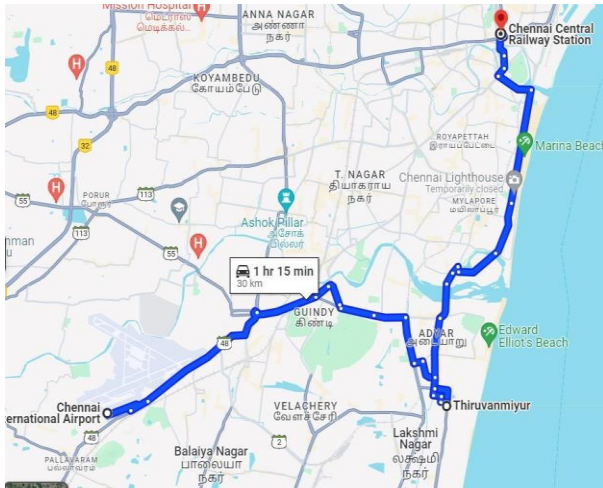 Mission Hospital
மெட்ராஸ்
மெடிக்கல்...
ANNA NAGAR
அண்ணா
நகர்
Chennai Central
Railway Station
H
48
KOYAMBEDU
கோயம்பேடு
H
48
32
ROYAPETTAH
இராயப்பேட்டை
Marina Beach
T. NAGAR
தியாகராய
நகர்
Chennai Lighthouse
Temporarily closed
MYLAPORE
மயிலாப்பூர்
H
PORUR
போரூர்
113
55
Ashok Pillar
அசோக்
பில்லர்
113
55
H
1 hr 15 min
30 km
GUINDY
கிண்டி
48
ADYAR
அடையாறு
Edward
Elliot's Beach
Chennai
ernational Airport
VELACHERY
வேளச்சேரி
Thiruvanmiyur
48
PALLAVARAM
பல்லாவரம்
2
Balaiya Nagar
பாலையா
நகர்
Lakshmi
Nagar
லக்ஷ்மி
நகர்